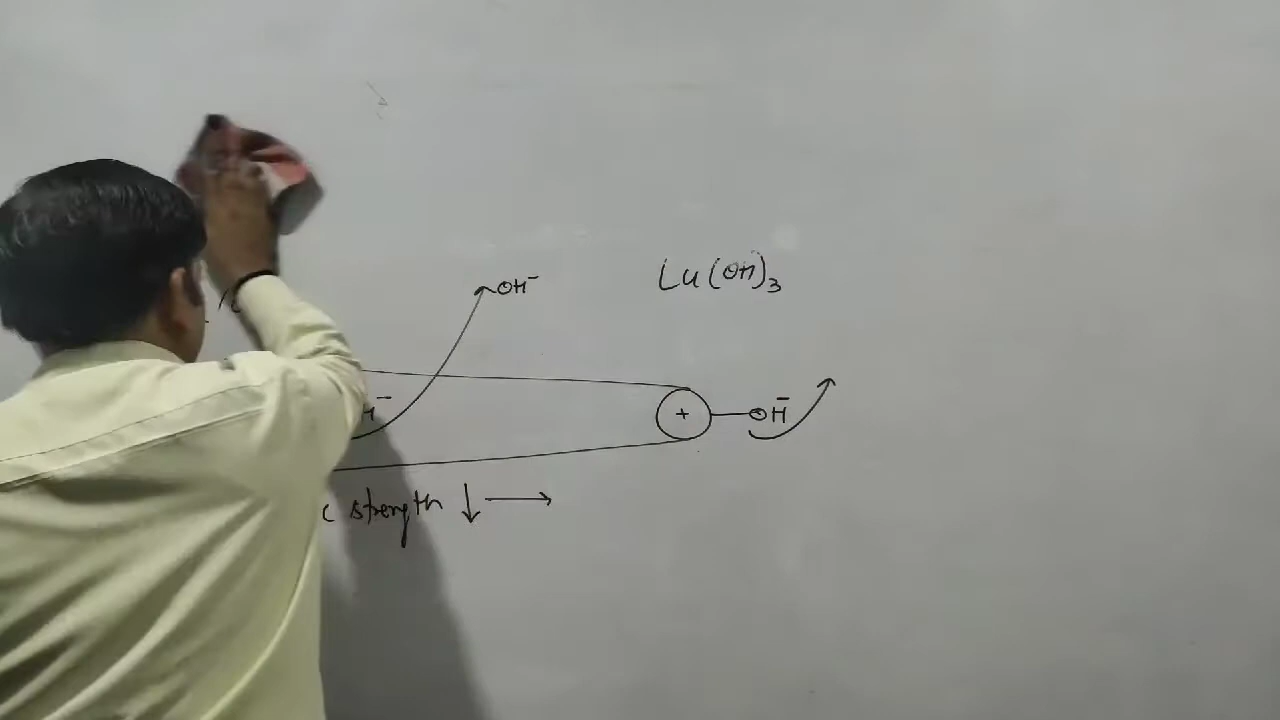 OH⁻
Lu(OH)₃
H⁻
+ OH⁻
c strength ↓ →